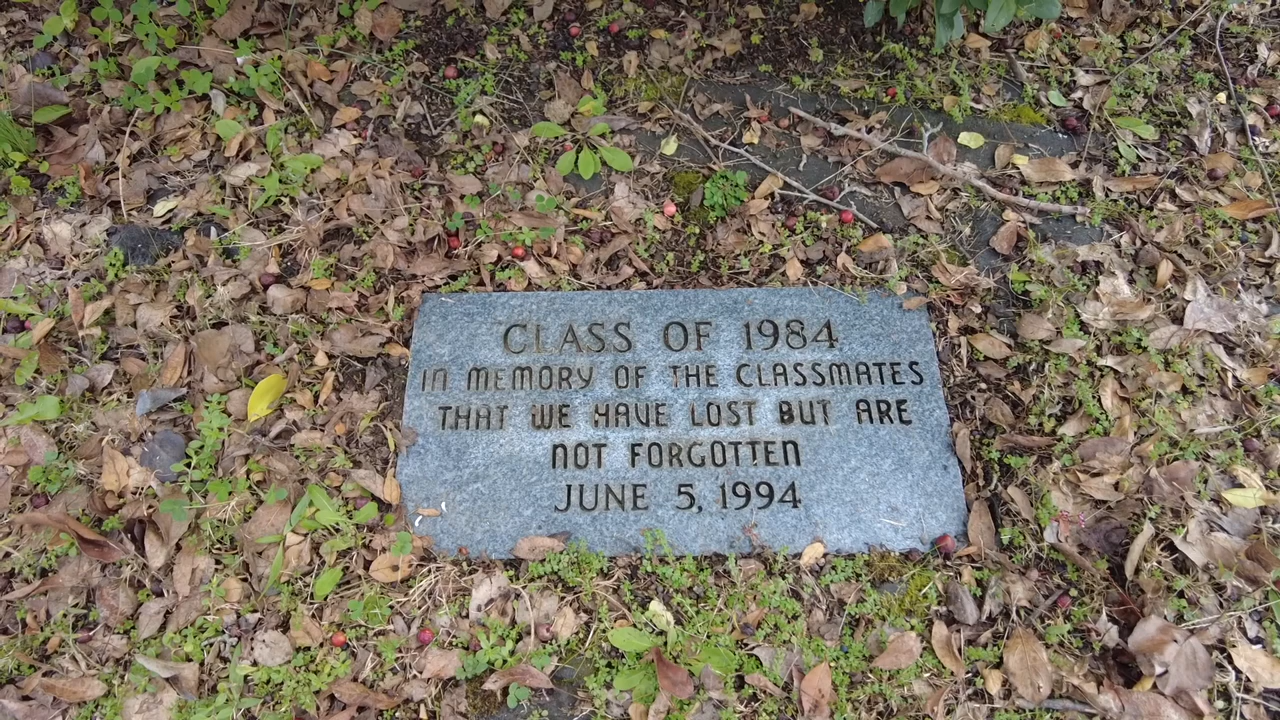 CLASS OF 1984
IN MEMORY OF THE CLASSMATES
THAT WE HAVE LOST BUT ARE
NOT FORGOTTEN
JUNE 5, 1994